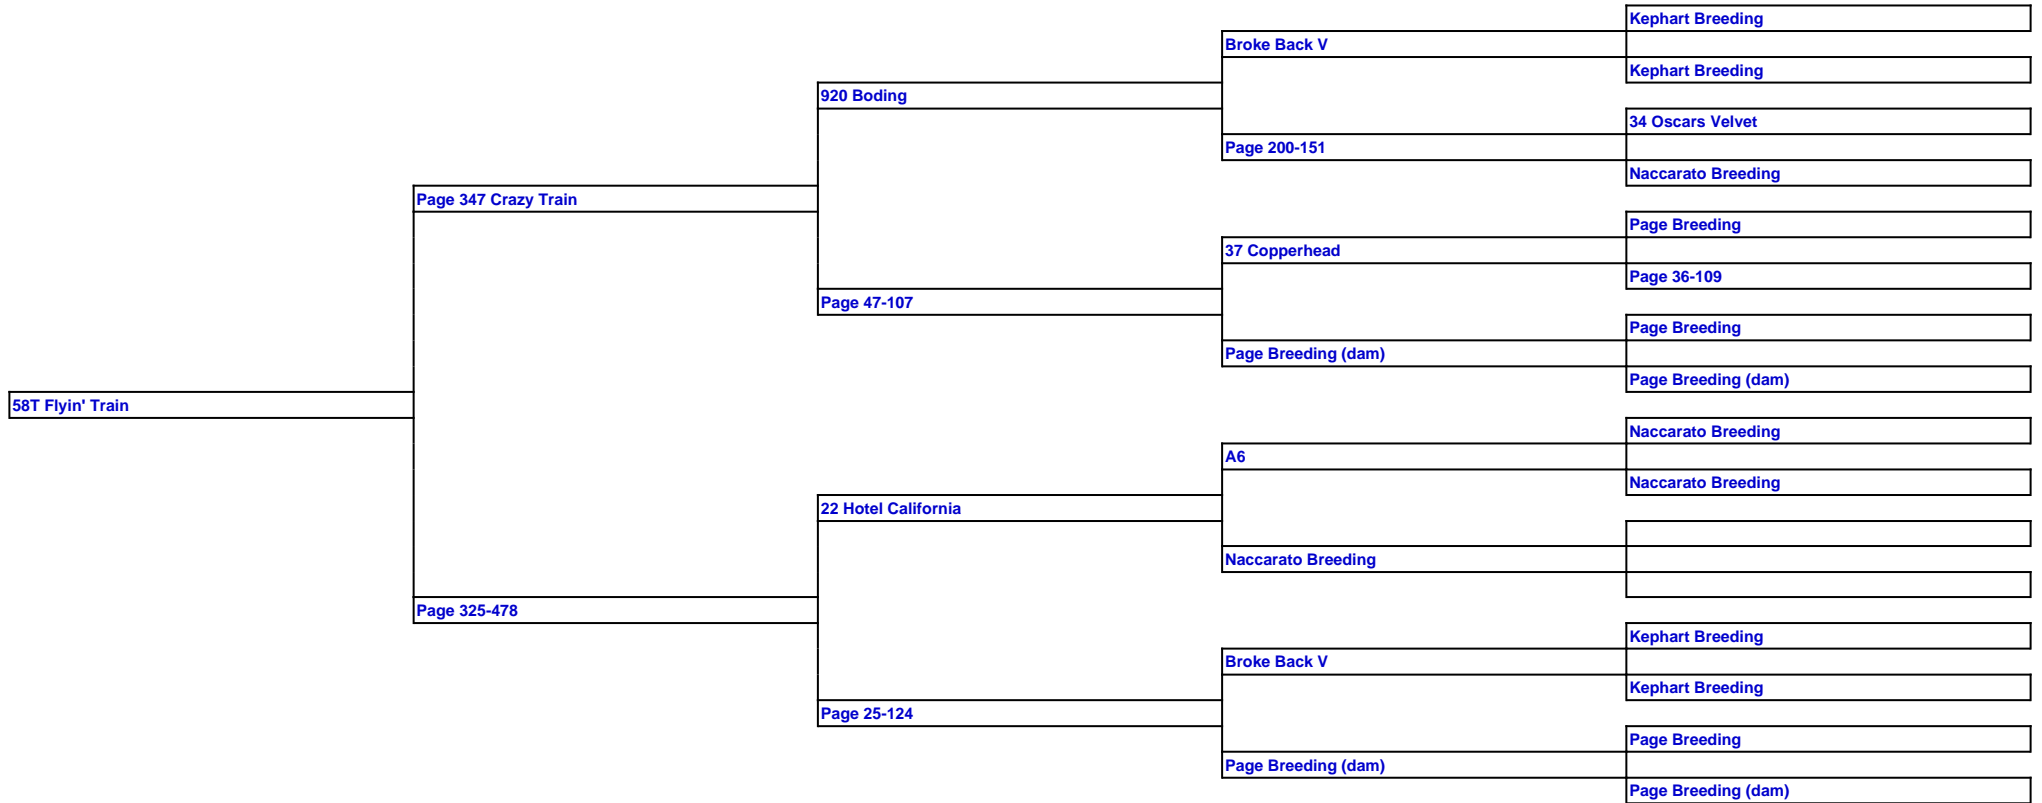 Kephart Breeding
Broke Back V
Kephart Breeding
920 Boding
34 Oscars Velvet
Page 200-151
Naccarato Breeding
Page 347 Crazy Train
Page Breeding
37 Copperhead
Page 36-109
Page 47-107
Page Breeding
Page Breeding (dam)
Page Breeding (dam)
58T Flyin' Train
Naccarato Breeding
A6
Naccarato Breeding
22 Hotel California
Naccarato Breeding
Page 325-478
Kephart Breeding
Broke Back V
Kephart Breeding
Page 25-124
Page Breeding
Page Breeding (dam)
Page Breeding (dam)